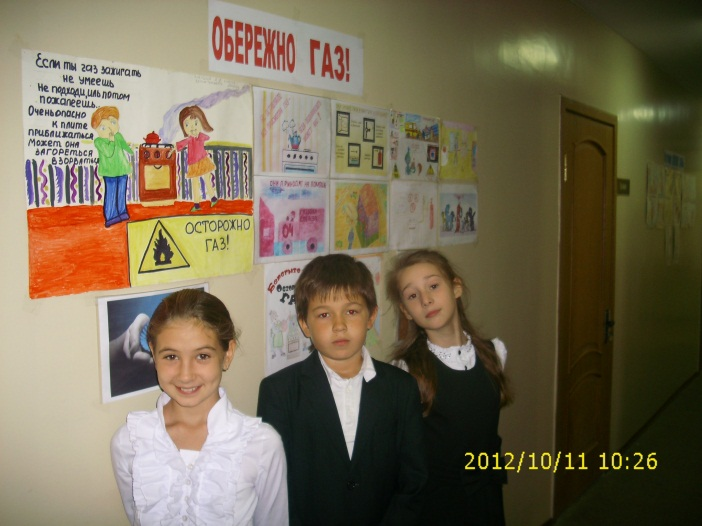 ОБЕРЕЖНО ГАЗ!
Если ты газ зажигать
не умеешь
Не подходи,иль потом
пожалеешь.
Очень опасно
к плите
приближаться
Может она
загореться
взорваться
ОСТОРОЖНО
ГАЗ!
04
2012/10/11 10:26